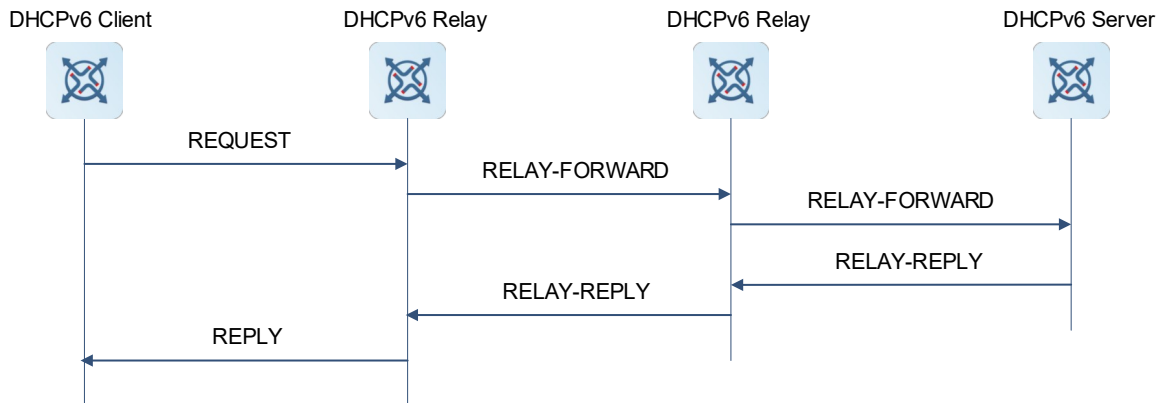 DHCPv6 Client
DHCPv6 Relay
DHCPv6 Relay
DHCPv6 Server
REQUEST
RELAY-FORWARD
RELAY-FORWARD
RELAY-REPLY
RELAY-REPLY
REPLY